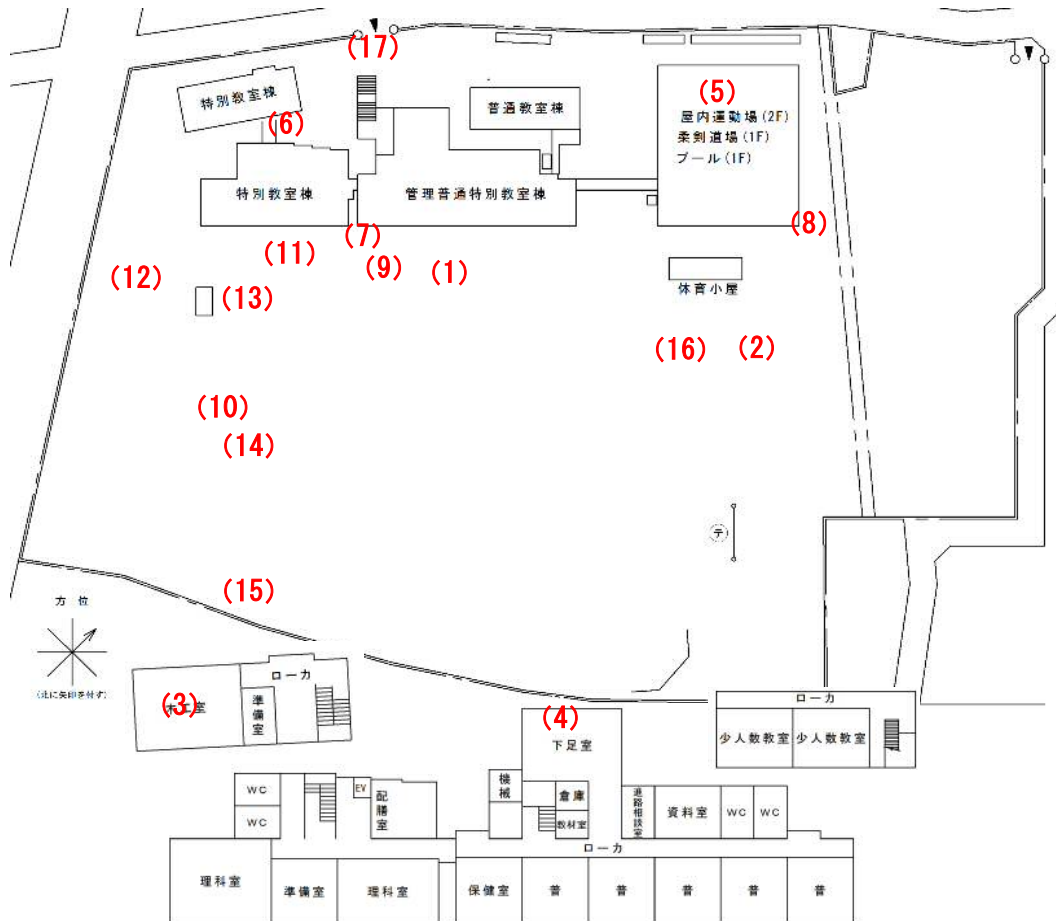 (17)
特別教室棟
(6)
普通教室棟
(5)
屋内運動場(2F)
柔剣道場(1F)
プール(1F)
特別教室棟
管理普通特別教室棟
(7)
(8)
(11)
(9)
(1)
(12)
(13)
体育小屋
(16)
(2)
(10)
(14)
テ
(15)
方位
(北に矢印を付す)
ローカ
(3)
木工室
準備室
ローカ
(4)
下足室
少人数教室
少人数教室
WC
WC
EV
配膳室
機械
倉庫
教材室
進路相談室
資料室
WC
WC
ローカ
理科室
準備室
理科室
保健室
普
普
普
普
普